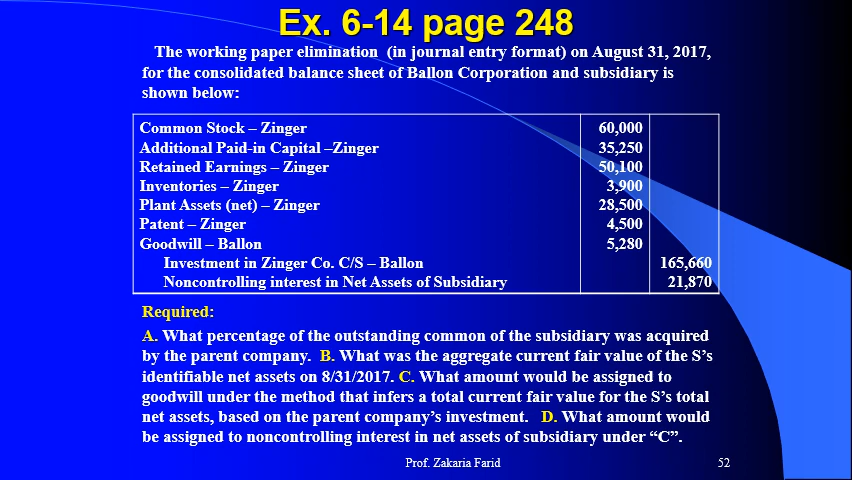 Ex. 6-14 page 248
The working paper elimination (in journal entry format) on August 31, 2017,
for the consolidated balance sheet of Ballon Corporation and subsidiary is
shown below:
Common Stock – Zinger 60,000
Additional Paid-in Capital –Zinger 35,250
Retained Earnings – Zinger 50,100
Inventories – Zinger 3,900
Plant Assets (net) – Zinger 28,500
Patent – Zinger 4,500
Goodwill – Ballon 5,280
Investment in Zinger Co. C/S – Ballon 165,660
Noncontrolling interest in Net Assets of Subsidiary 21,870
Required:
A. What percentage of the outstanding common of the subsidiary was acquired
by the parent company. B. What was the aggregate current fair value of the S’s
identifiable net assets on 8/31/2017. C. What amount would be assigned to
goodwill under the method that infers a total current fair value for the S’s total
net assets, based on the parent company’s investment. D. What amount would
be assigned to noncontrolling interest in net assets of subsidiary under “C”.
Prof. Zakaria Farid 52